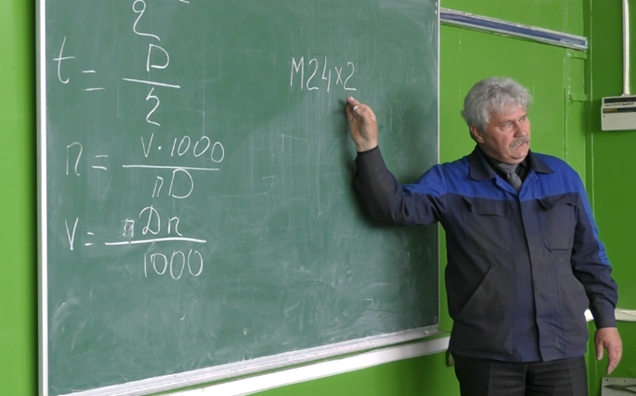 2
t = D/2
M24x2
n = v·1000/πD
v = πDn/1000